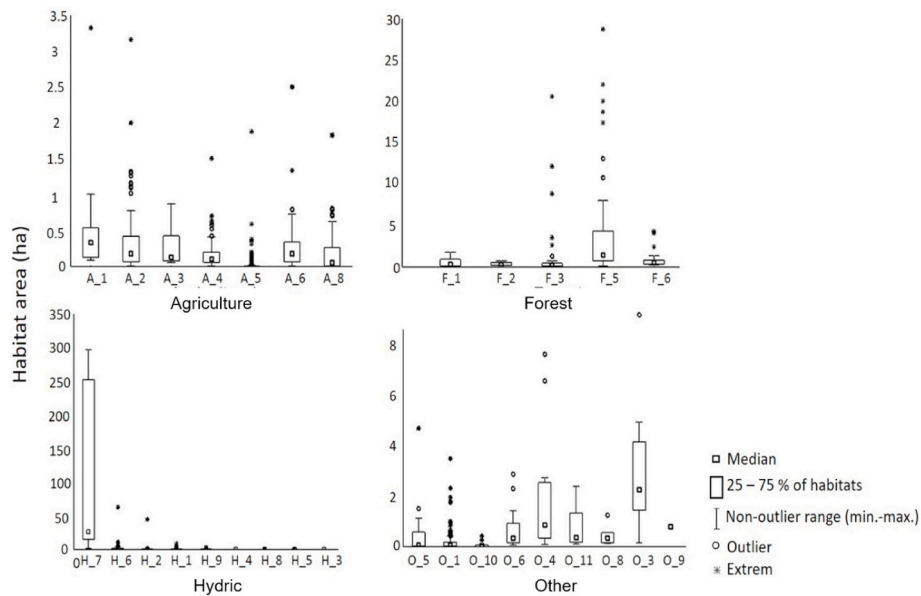 Habitat area (ha)
3.5
3
2.5
2
1.5
1
0.5
0
A_1 A_2 A_3 A_4 A_5 A_6 A_8
Agriculture
30
25
20
15
10
5
0
F_1 F_2 F_3 F_5 F_6
Forest
350
300
250
200
150
100
50
0
H_7 H_6 H_2 H_1 H_9 H_4 H_8 H_5 H_3
Hydric
8
6
4
2
0
O_5 O_1 O_10 O_6 O_4 O_11 O_8 O_3 O_9
Other
Median
25 – 75 % of habitats
Non-outlier range (min.-max.)
Outlier
Extrem